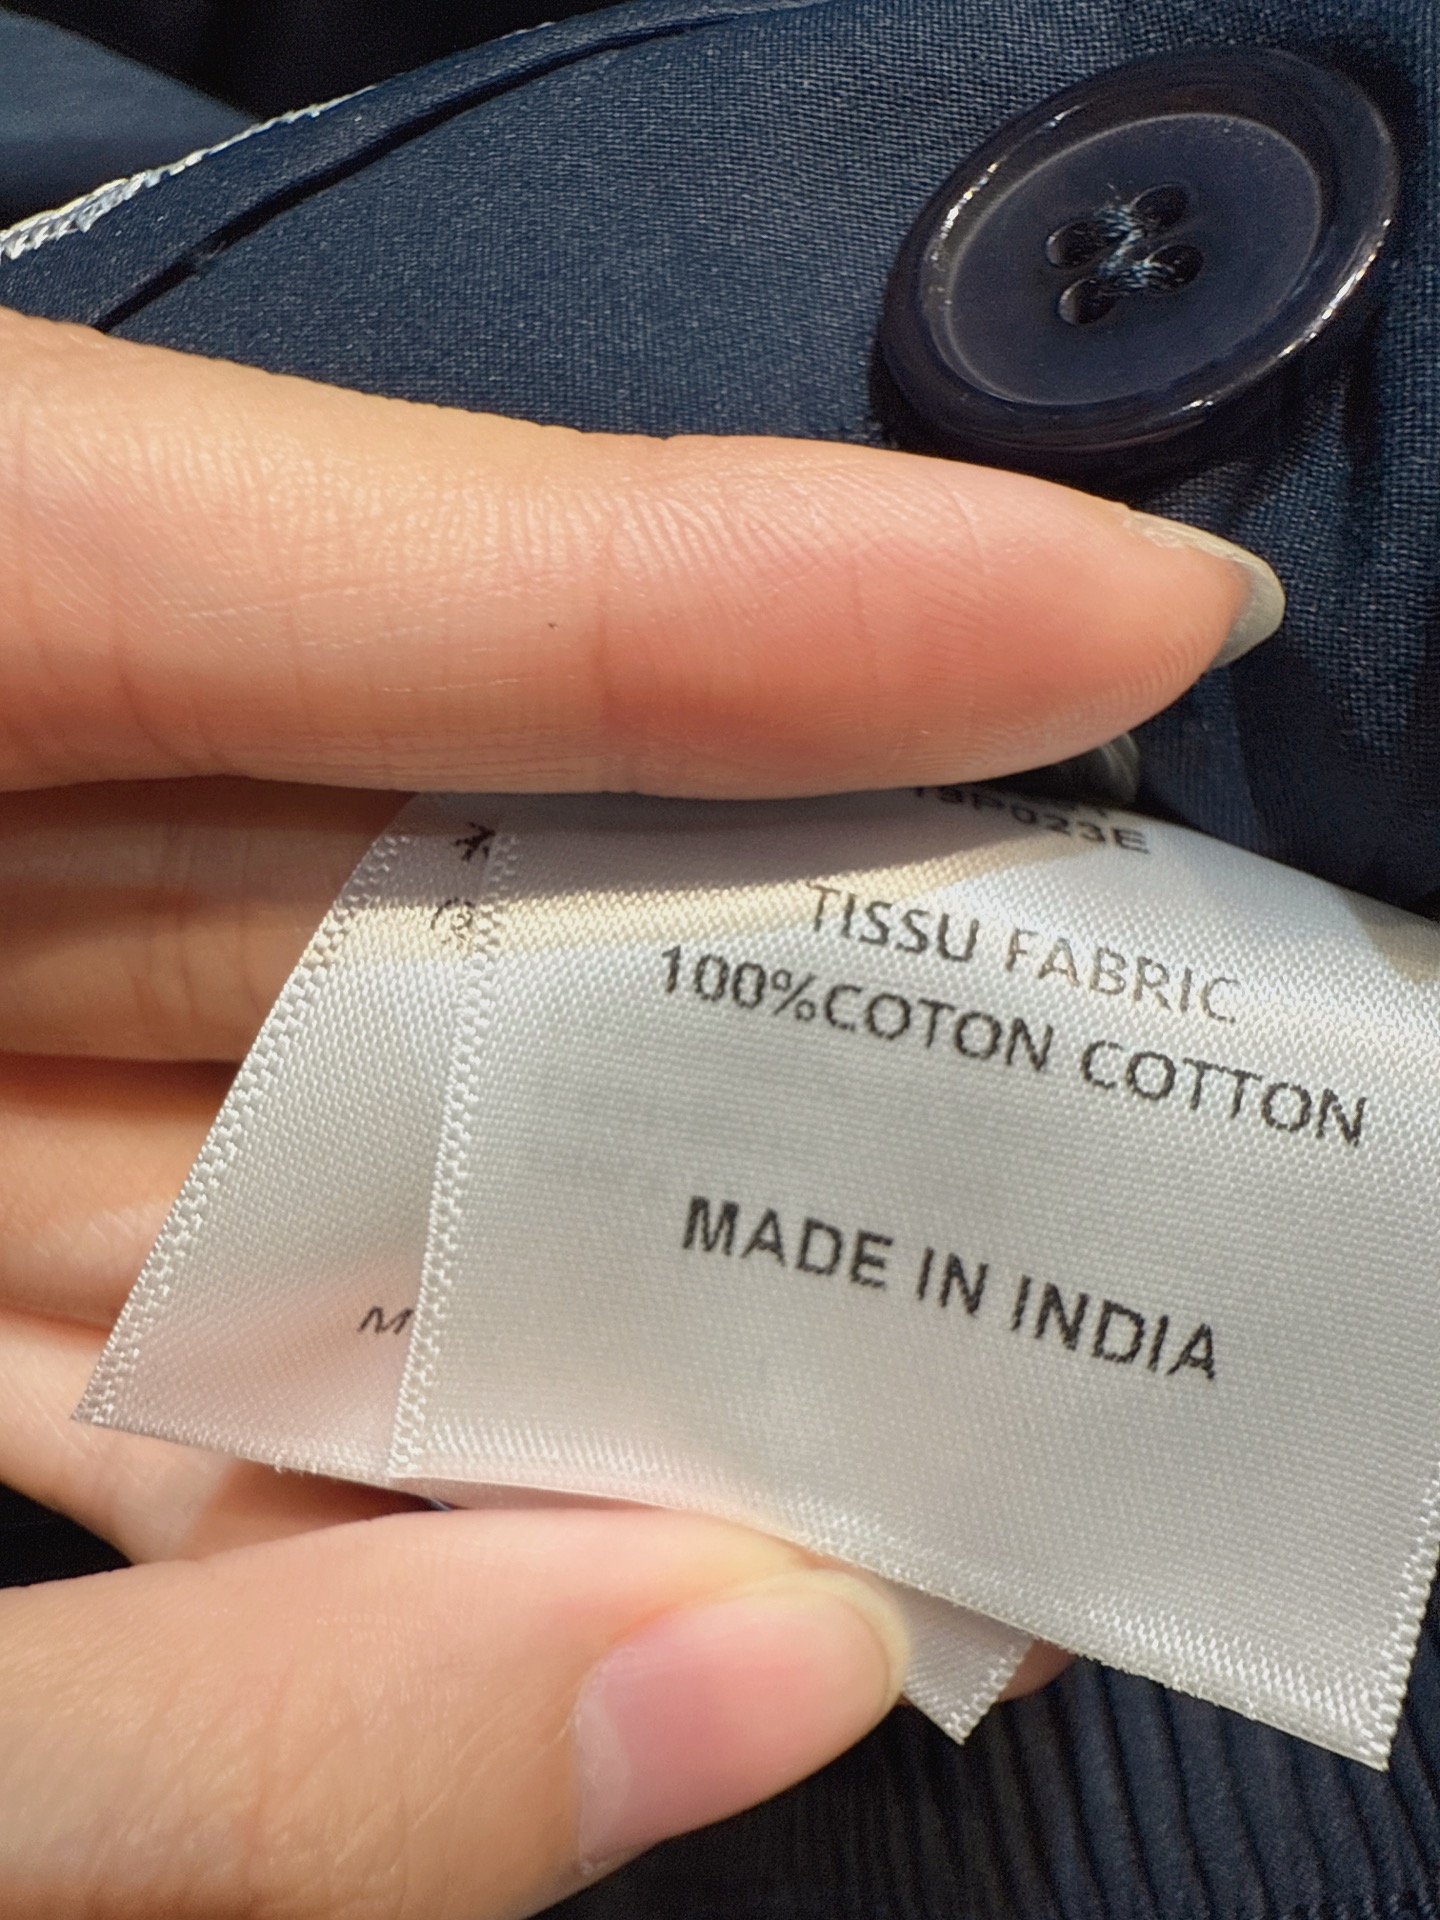 TISSU FABRIC
100%COTON COTTON
MADE IN INDIA